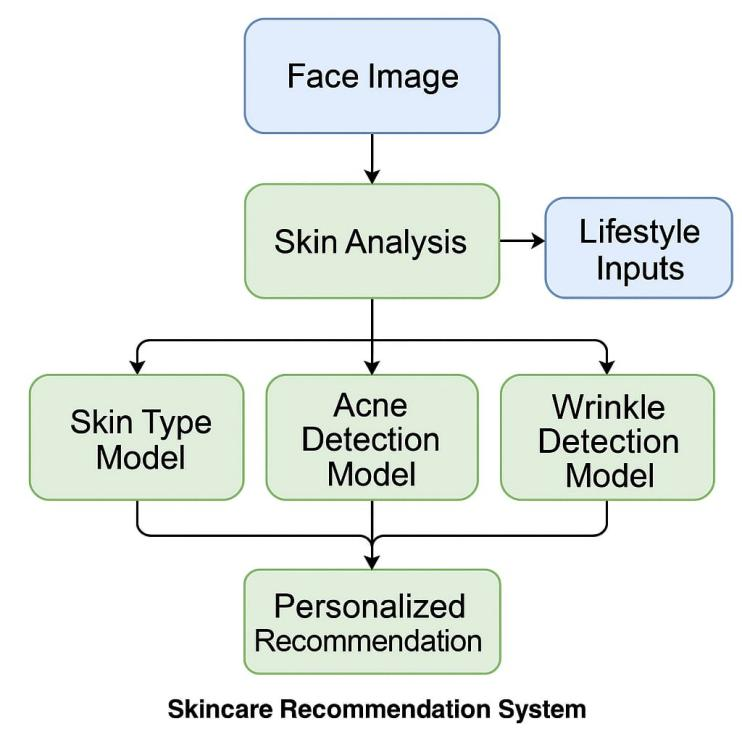 Face Image
Skin Analysis
Lifestyle
Inputs
Skin Type
Model
Acne
Detection
Model
Wrinkle
Detection
Model
Personalized
Recommendation
Skincare Recommendation System